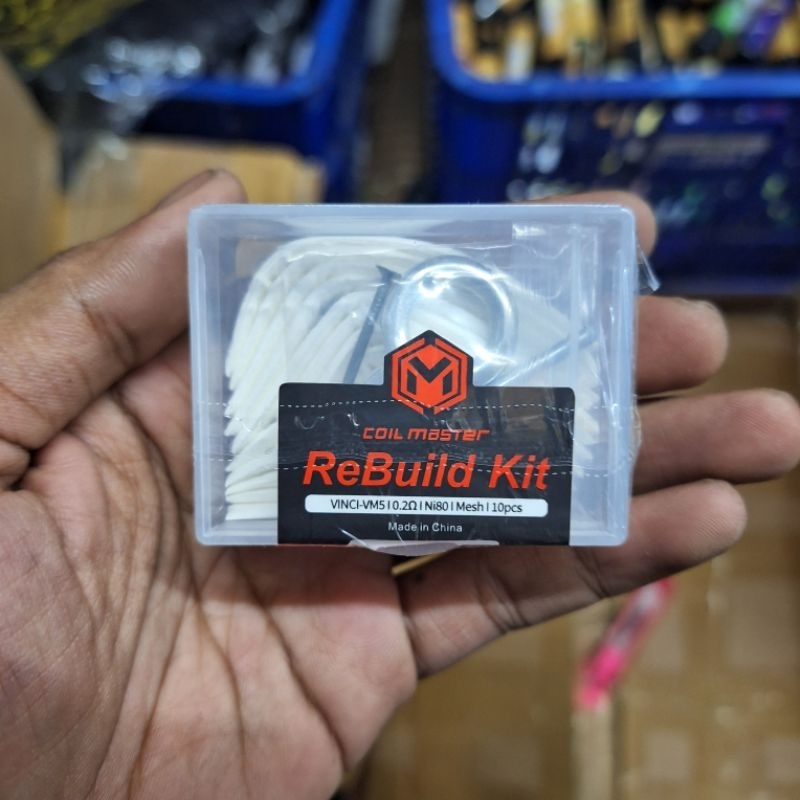 COIL MASTER
ReBuild Kit
VINCI-VM5 | 0.2Ω | Ni80 | Mesh | 10pcs
Made in China